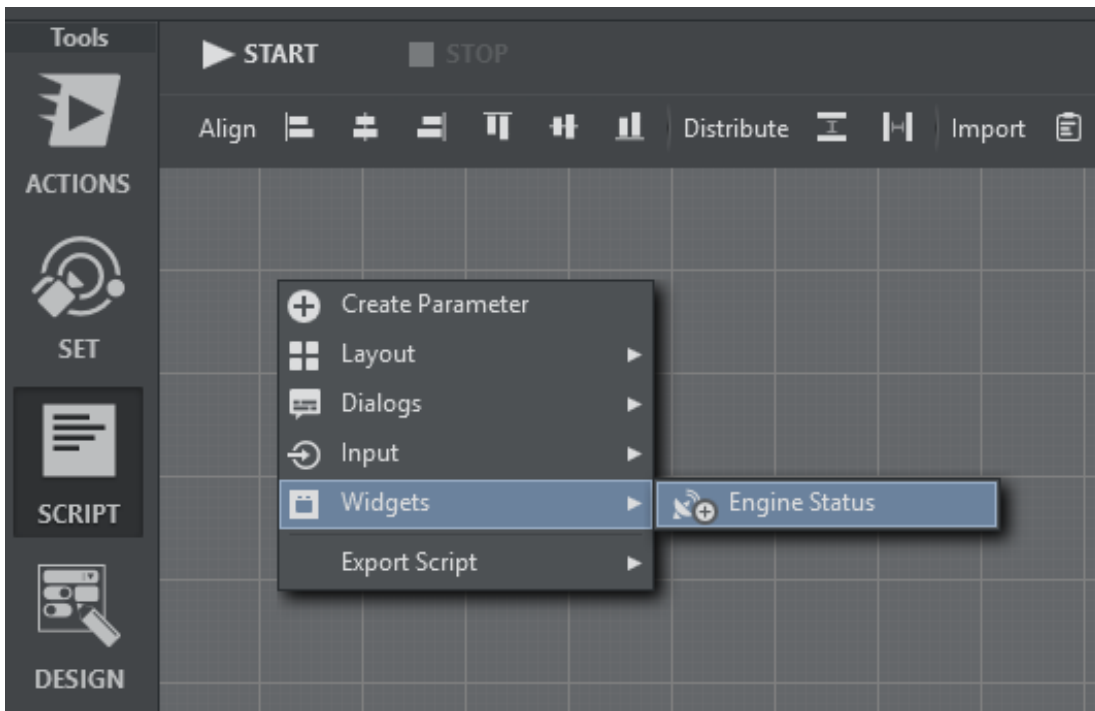 Tools
START
STOP
Align
Distribute
Import
ACTIONS
SET
SCRIPT
DESIGN
Create Parameter
Layout
Dialogs
Input
Widgets
Engine Status
Export Script